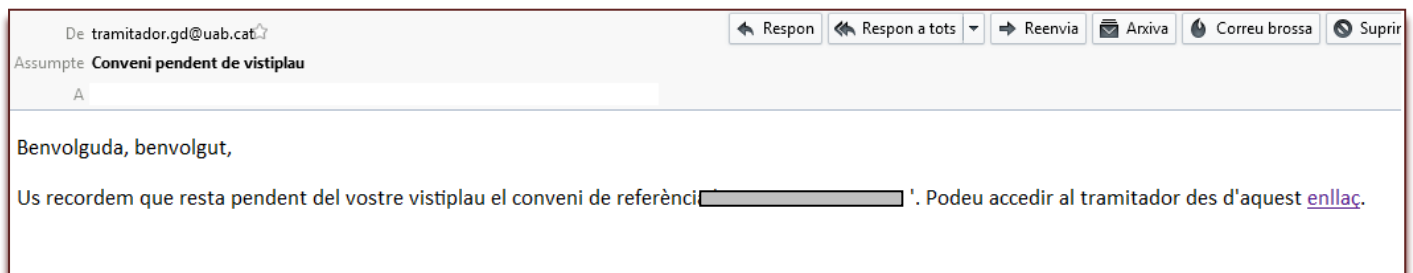 De tramitador.gd@uab.cat
Respon Respon a tots Reenvia Arxiva Correu brossa Suprir
Assumpte Conveni pendent de vistiplau
A
Benvolguda, benvolgut,
Us recordem que resta pendent del vostre vistiplau el conveni de referència '. Podeu accedir al tramitador des d'aquest enllaç.